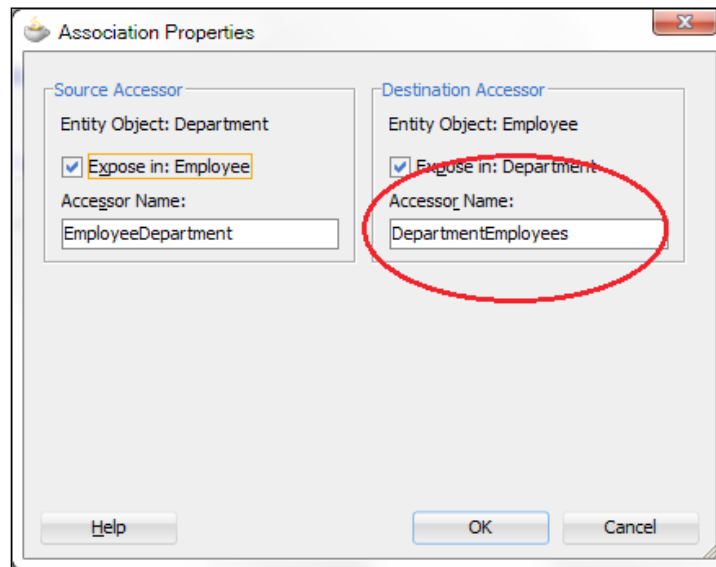 Association Properties
Source Accessor
Entity Object: Department
Expose in: Employee
Accessor Name:
EmployeeDepartment
Destination Accessor
Entity Object: Employee
Expose in: Department
Accessor Name:
DepartmentEmployees
Help
OK
Cancel